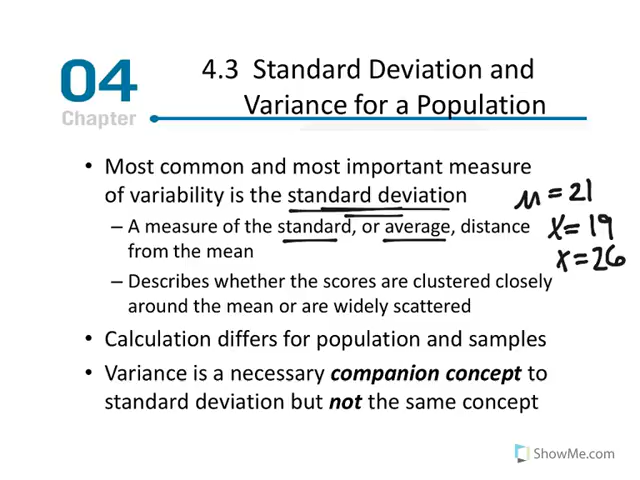 04
Chapter
4.3 Standard Deviation and
Variance for a Population
• Most common and most important measure
of variability is the standard deviation
– A measure of the standard, or average, distance
from the mean
– Describes whether the scores are clustered closely
around the mean or are widely scattered
• Calculation differs for population and samples
• Variance is a necessary companion concept to
standard deviation but not the same concept
μ = 21
X = 19
X = 26
ShowMe.com